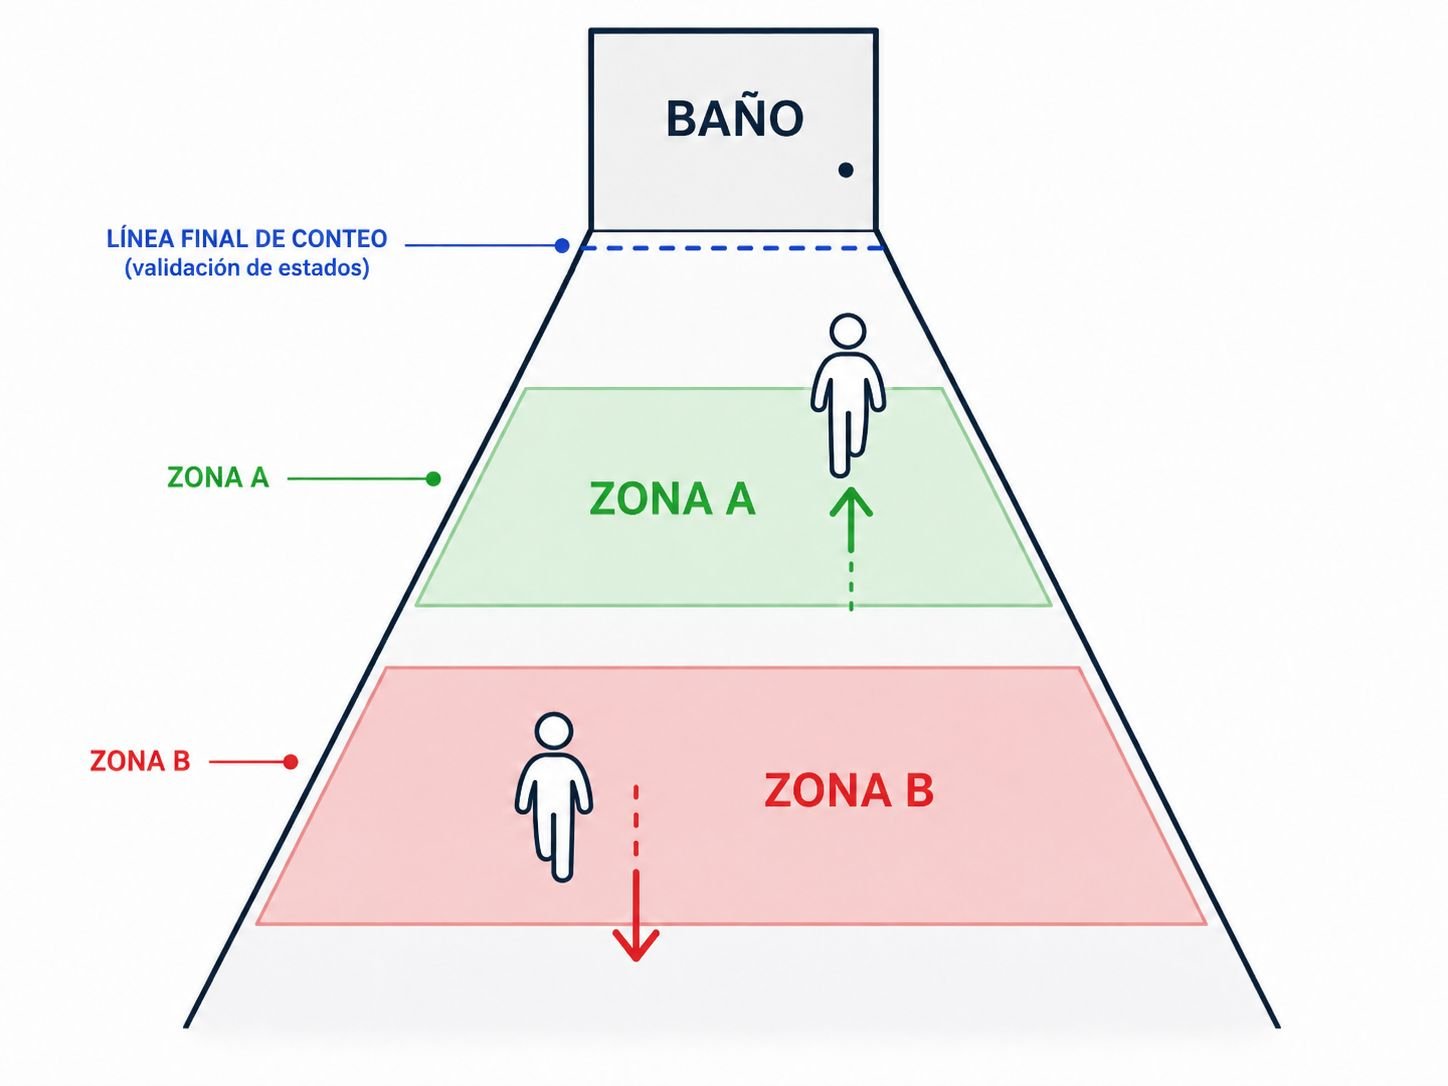 BAÑO
LÍNEA FINAL DE CONTEO
(validación de estados)
ZONA A
ZONA A
ZONA B
ZONA B